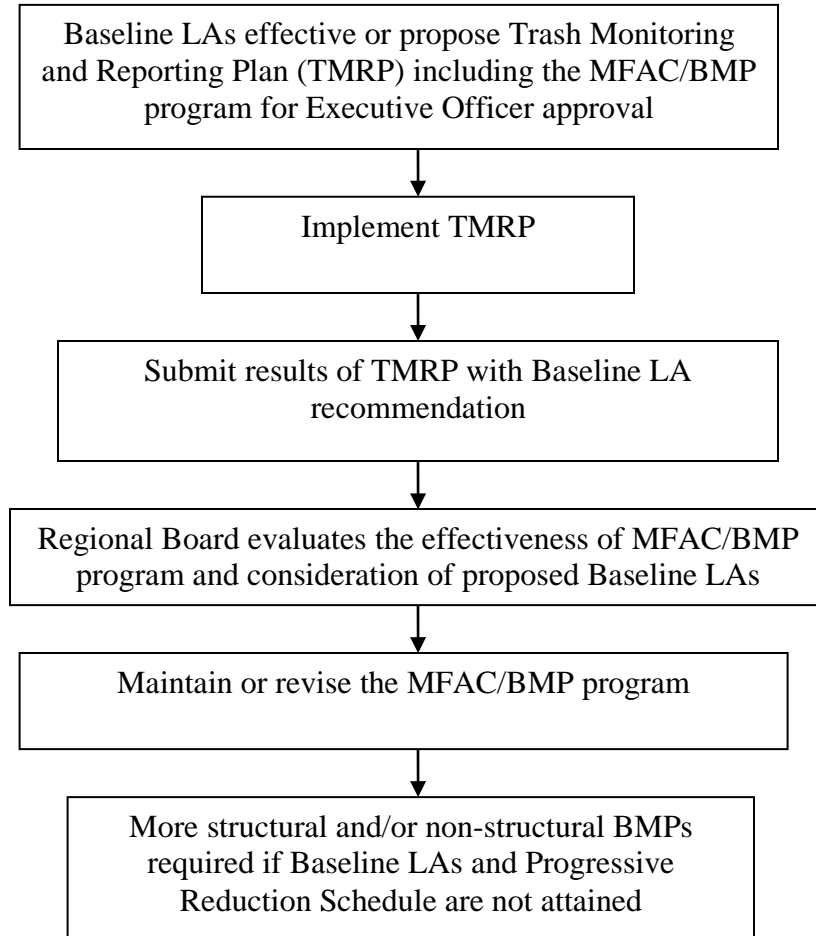 Baseline LAs effective or propose Trash Monitoring
and Reporting Plan (TMRP) including the MFAC/BMP
program for Executive Officer approval
Implement TMRP
Submit results of TMRP with Baseline LA
recommendation
Regional Board evaluates the effectiveness of MFAC/BMP
program and consideration of proposed Baseline LAs
Maintain or revise the MFAC/BMP program
More structural and/or non-structural BMPs
required if Baseline LAs and Progressive
Reduction Schedule are not attained